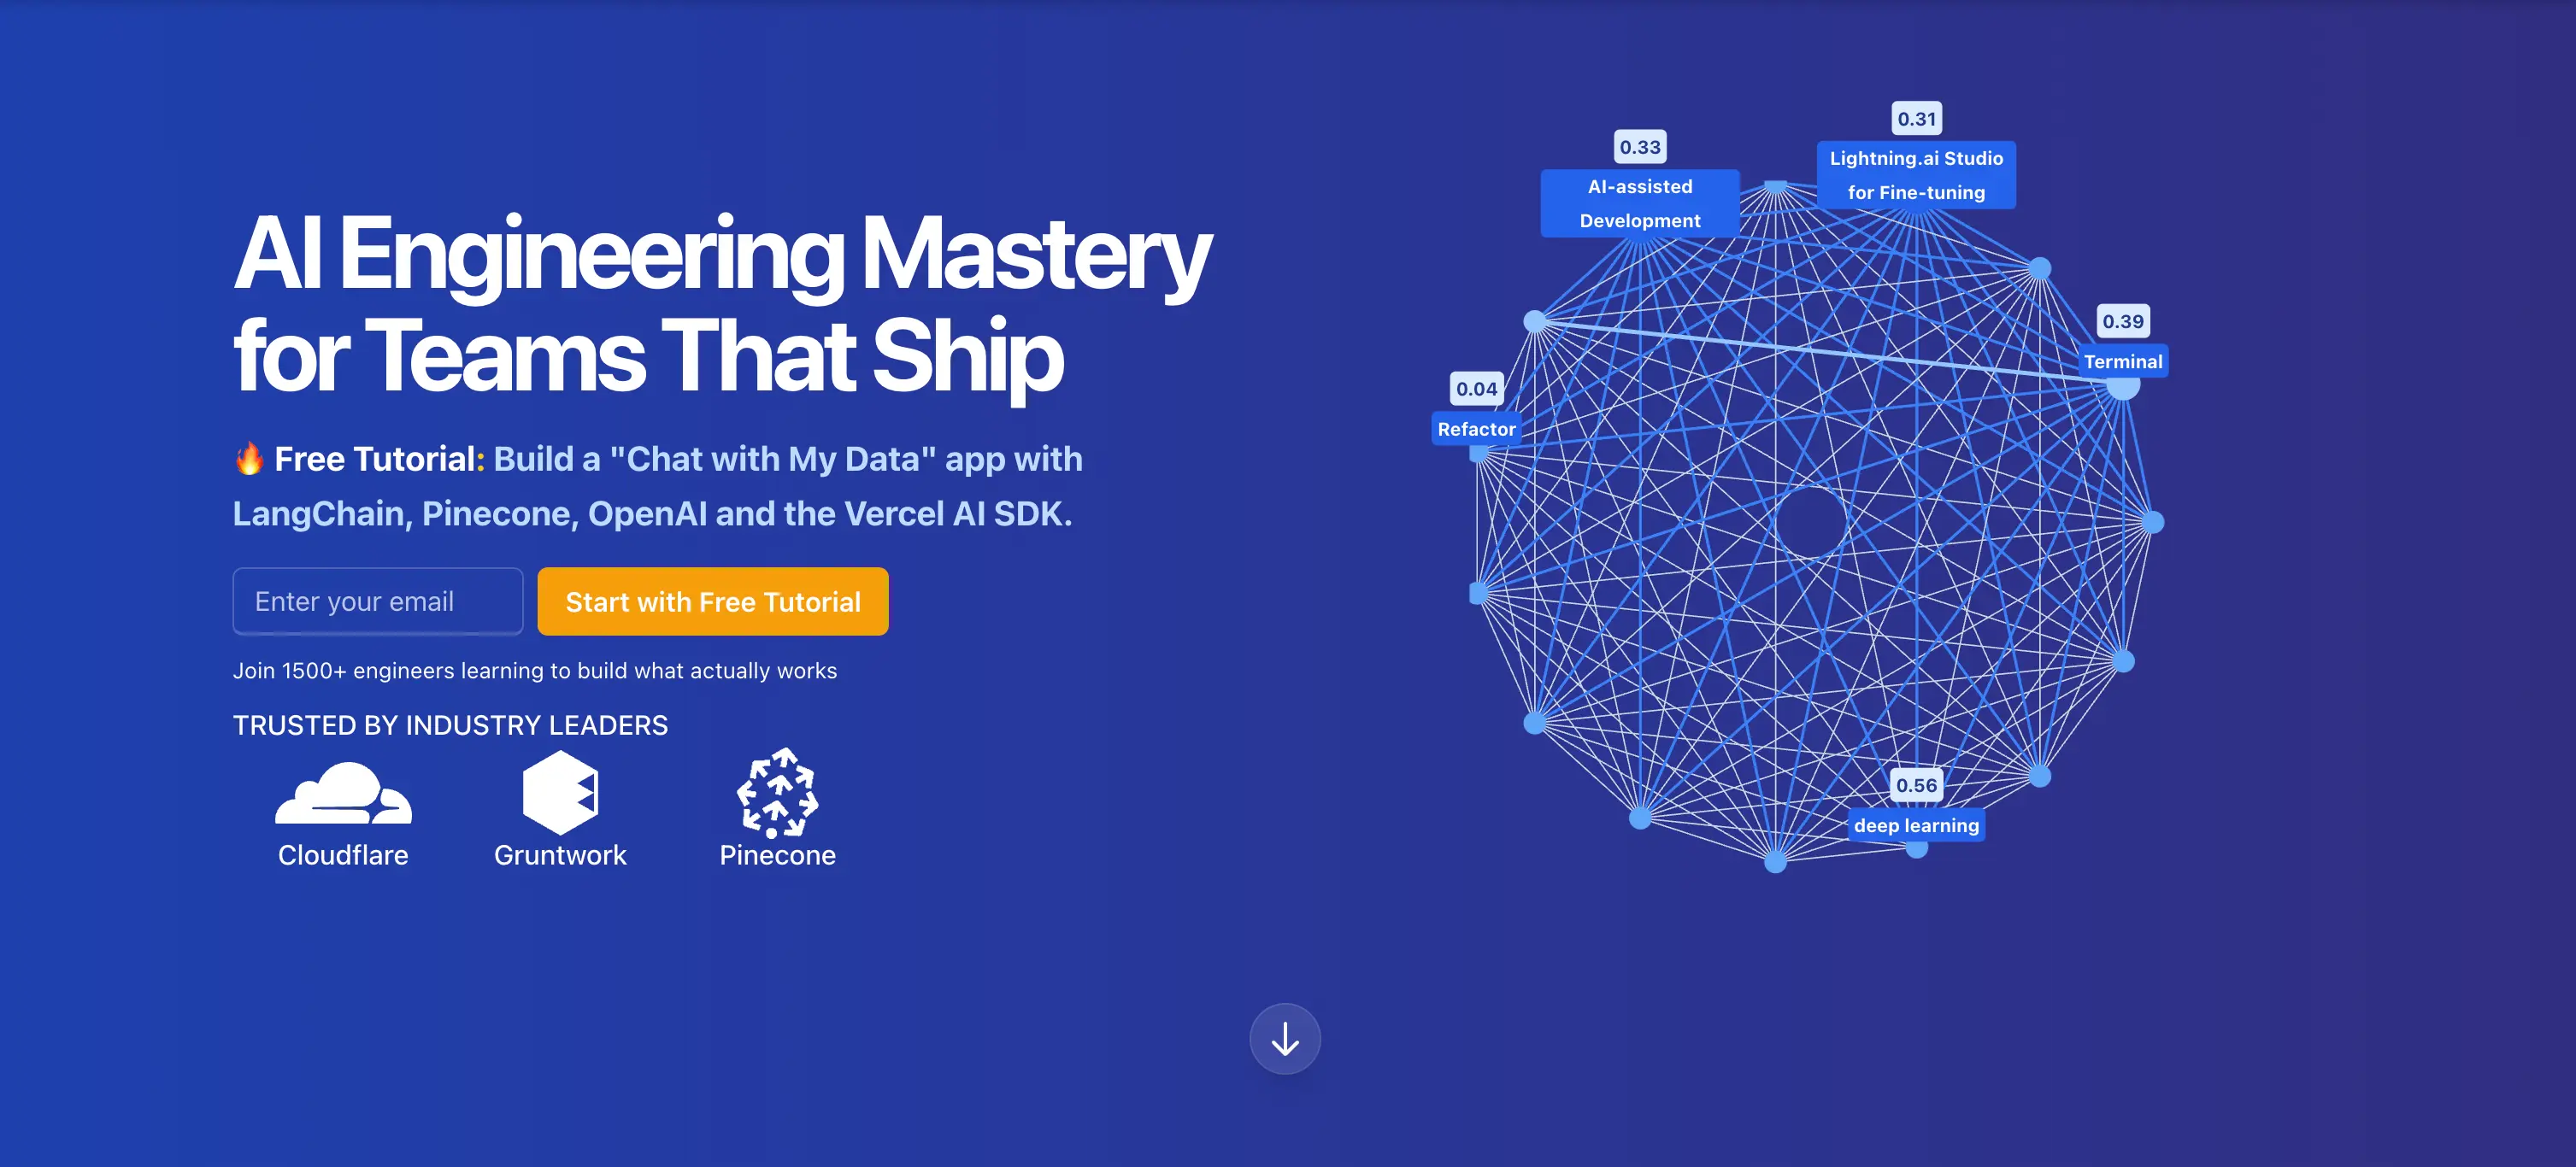 AI Engineering Mastery
for Teams That Ship
🔥 Free Tutorial: Build a "Chat with My Data" app with
LangChain, Pinecone, OpenAI and the Vercel AI SDK.
Enter your email
Start with Free Tutorial
Join 1500+ engineers learning to build what actually works
TRUSTED BY INDUSTRY LEADERS
Cloudflare
Gruntwork
Pinecone
0.33
AI-assisted
Development
0.31
Lightning.ai Studio
for Fine-tuning
0.39
Terminal
0.04
Refactor
0.56
deep learning